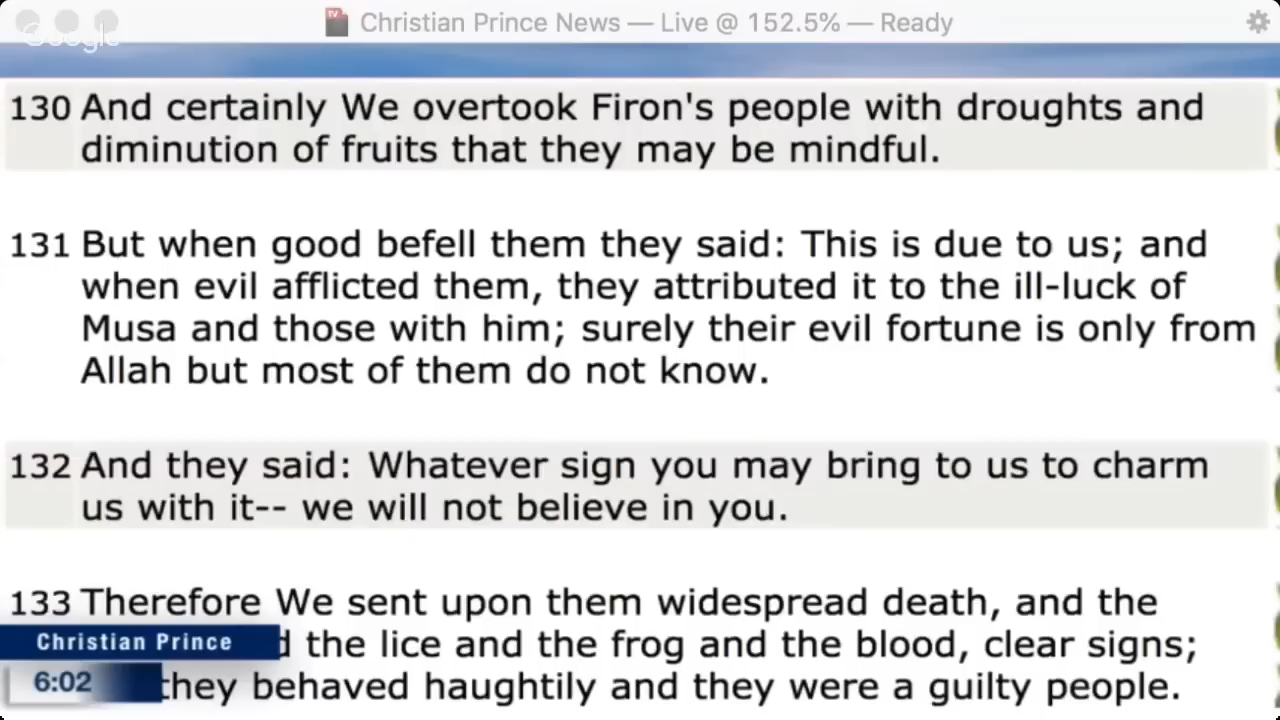 Christian Prince News — Live @ 152.5% — Ready
Google
130 And certainly We overtook Firon's people with droughts and
diminution of fruits that they may be mindful.
131 But when good befell them they said: This is due to us; and
when evil afflicted them, they attributed it to the ill-luck of
Musa and those with him; surely their evil fortune is only from
Allah but most of them do not know.
132 And they said: Whatever sign you may bring to us to charm
us with it-- we will not believe in you.
133 Therefore We sent upon them widespread death, and the
the lice and the frog and the blood, clear signs;
they behaved haughtily and they were a guilty people.
Christian Prince
6:02